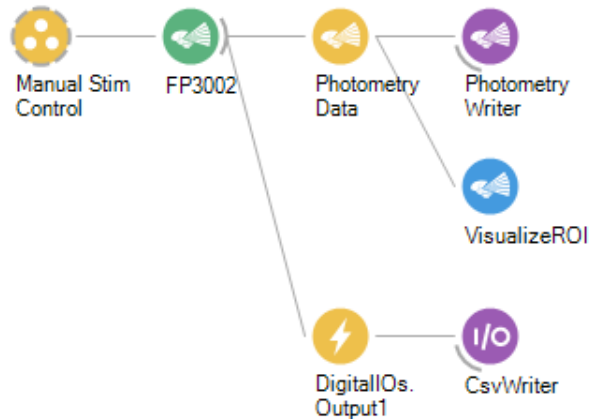 Manual Stim
Control
FP3002
Photometry
Data
Photometry
Writer
VisualizeROI
I/O
DigitalIOs.
Output1
CsvWriter